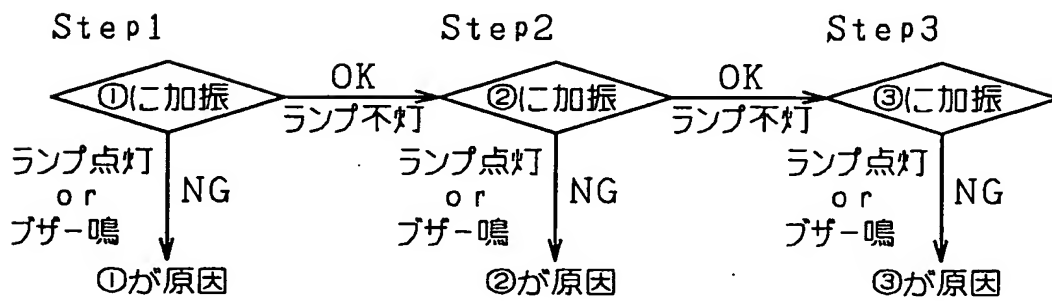 Step1
①に加振
OK
ランプ不灯
ランプ点灯
or
ブザー鳴
NG
①が原因
Step2
②に加振
OK
ランプ不灯
ランプ点灯
or
ブザー鳴
NG
②が原因
Step3
③に加振
ランプ点灯
or
ブザー鳴
NG
③が原因